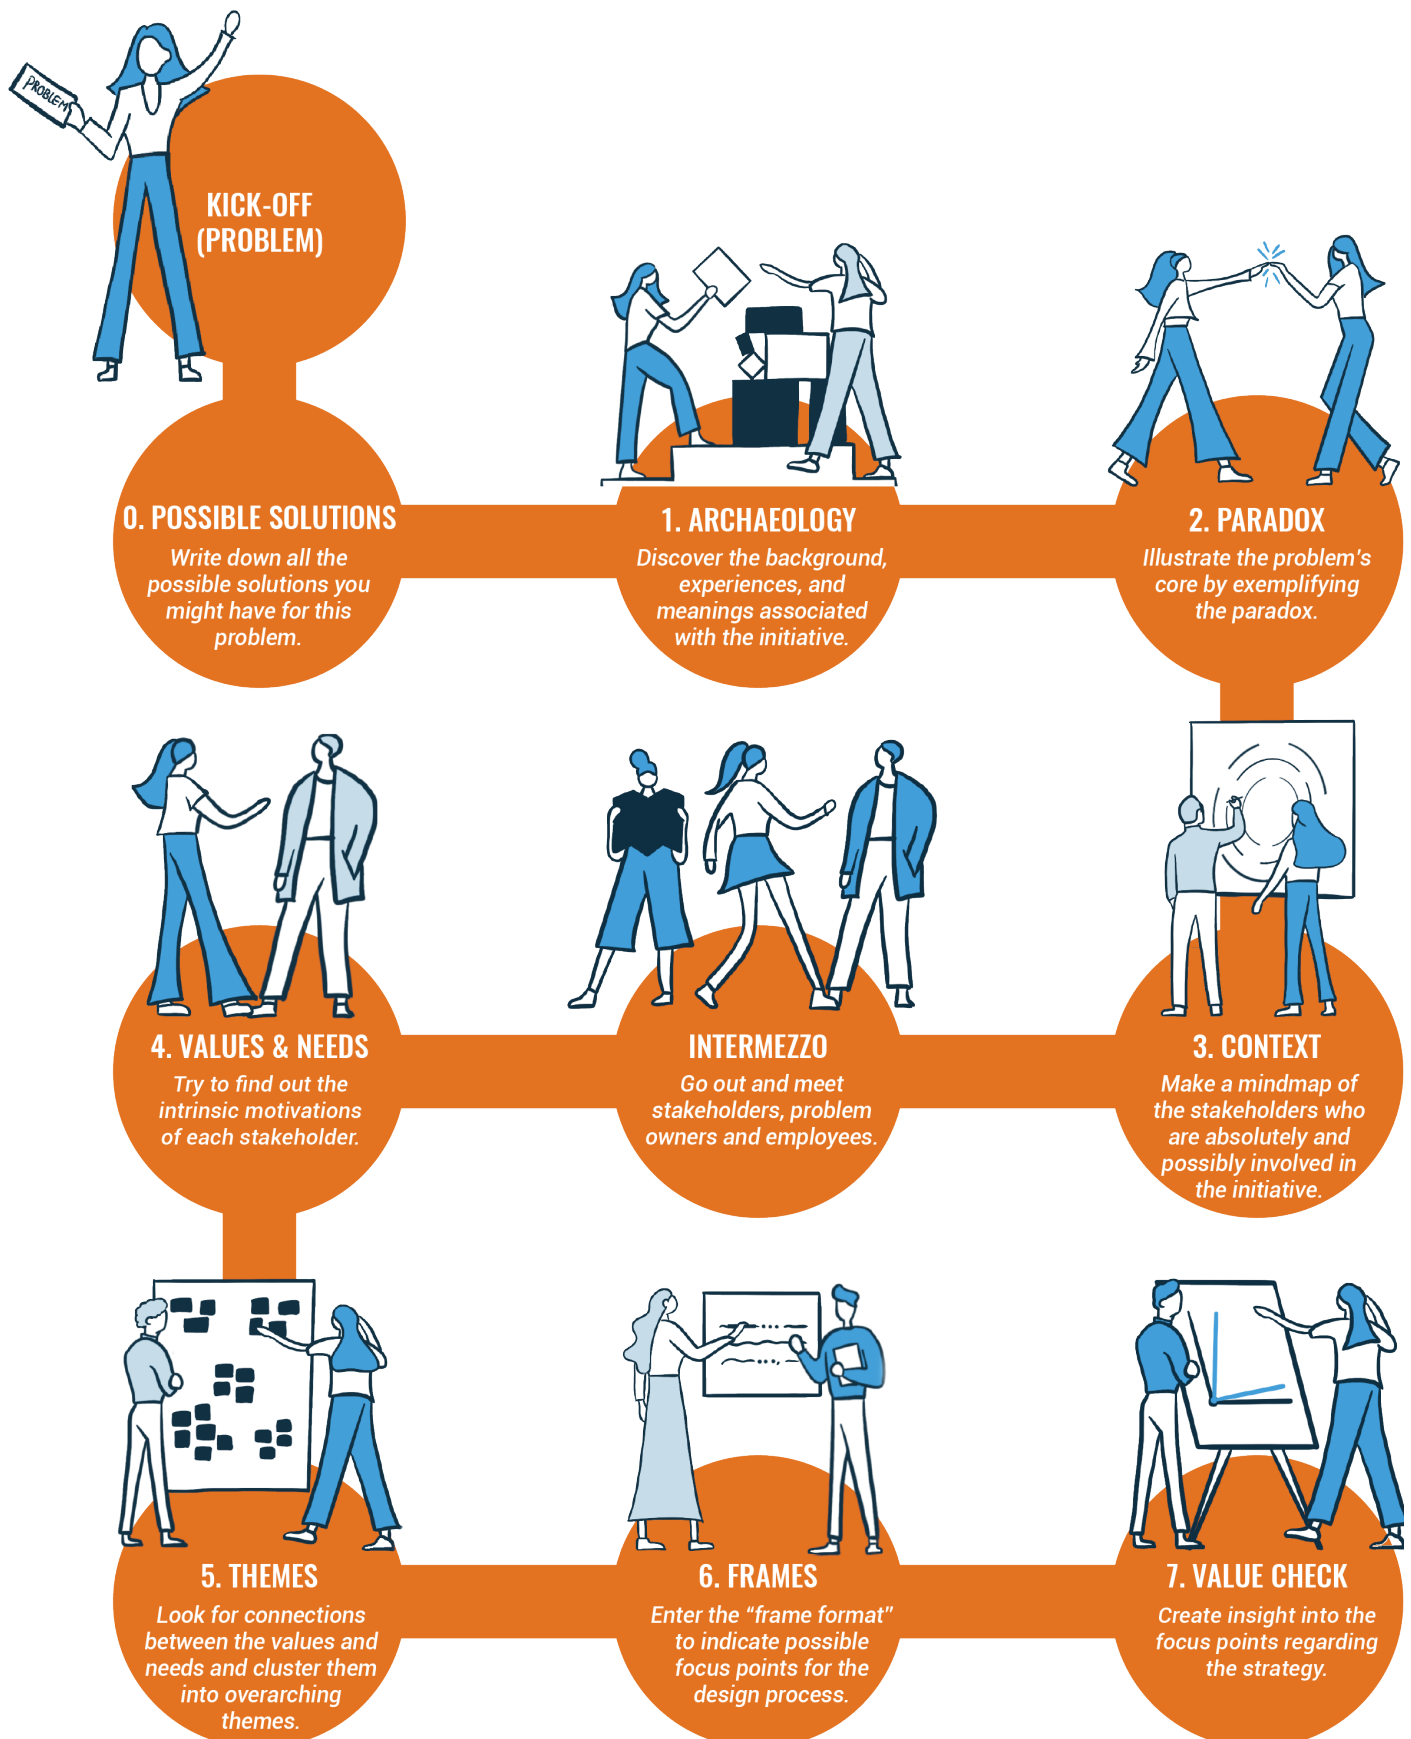 PROBLEM
KICK-OFF
(PROBLEM)
0. POSSIBLE SOLUTIONS
Write down all the
possible solutions you
might have for this
problem.
1. ARCHAEOLOGY
Discover the background,
experiences, and
meanings associated
with the initiative.
2. PARADOX
Illustrate the problem's
core by exemplifying
the paradox.
3. CONTEXT
Make a mindmap of
the stakeholders who
are absolutely and
possibly involved in
the initiative.
INTERMEZZO
Go out and meet
stakeholders, problem
owners and employees.
4. VALUES & NEEDS
Try to find out the
intrinsic motivations
of each stakeholder.
5. THEMES
Look for connections
between the values and
needs and cluster them
into overarching
themes.
6. FRAMES
Enter the “frame format”
to indicate possible
focus points for the
design process.
7. VALUE CHECK
Create insight into the
focus points regarding
the strategy.